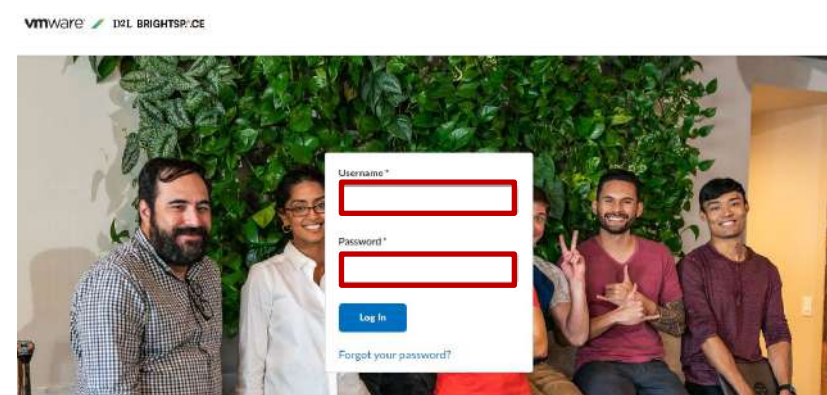 vmware D2L BRIGHTSPACE
Username *
Password *
Log In
Forgot your password?